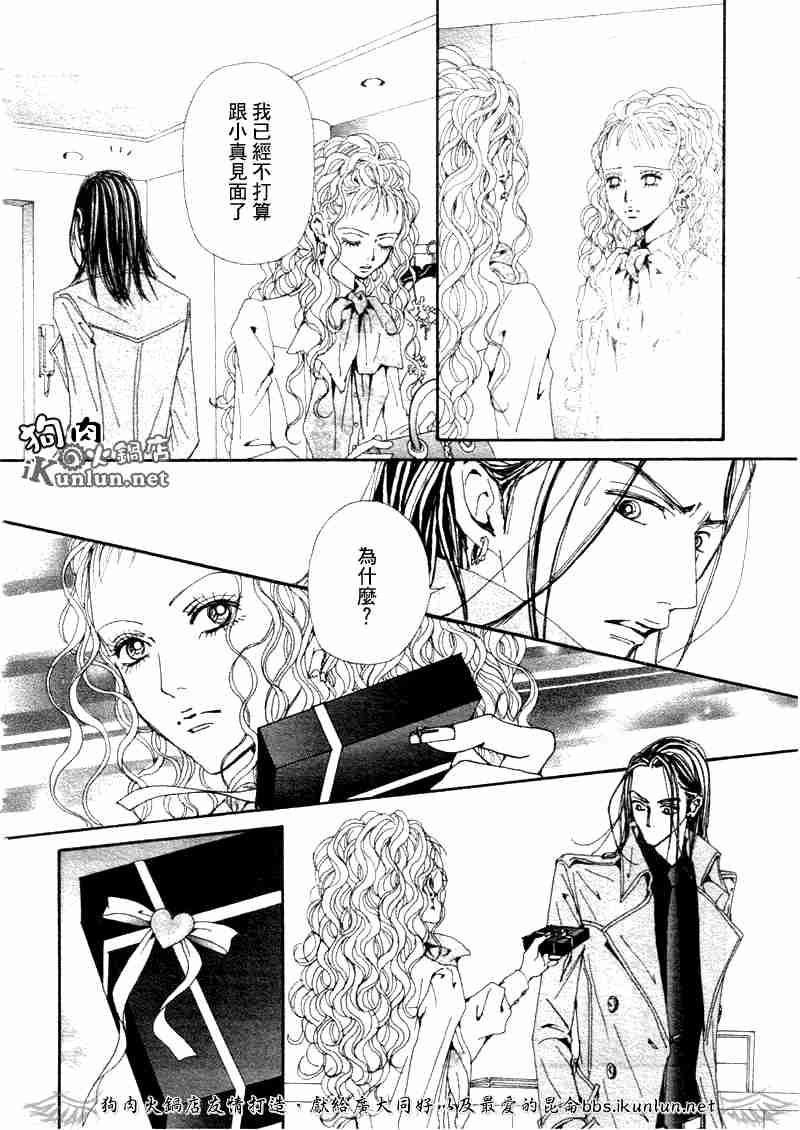 我已經不打算
跟小真見面了
為什麼?
狗肉火鍋店
iKunlun.net
狗肉火鍋店友情打造，獻給廣大同好以及最愛的昆侖bbs.ikunlun.net